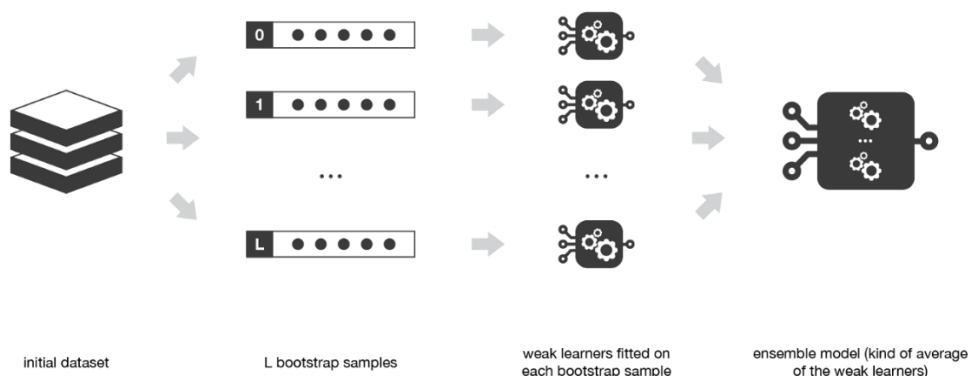 0
1
...
...
...
L
initial dataset
L bootstrap samples
weak learners fitted on
each bootstrap sample
ensemble model (kind of average
of the weak learners)